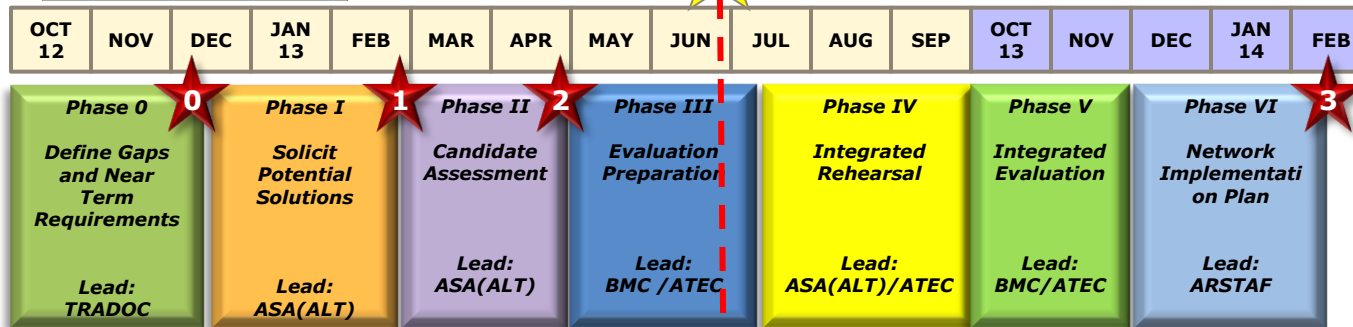 OCT 12 NOV DEC JAN 13 FEB MAR APR MAY JUN JUL AUG SEP OCT 13 NOV DEC JAN 14 FEB
0 1 2 3
Phase 0
Define Gaps
and Near
Term
Requirements
Lead:
TRADOC
Phase I
Solicit
Potential
Solutions
Lead:
ASA(ALT)
Phase II
Candidate
Assessment
Lead:
ASA(ALT)
Phase III
Evaluation
Preparation
Lead:
BMC /ATEC
Phase IV
Integrated
Rehearsal
Lead:
ASA(ALT)/ATEC
Phase V
Integrated
Evaluation
Lead:
BMC/ATEC
Phase VI
Network
Implementati
on Plan
Lead:
ARSTAF